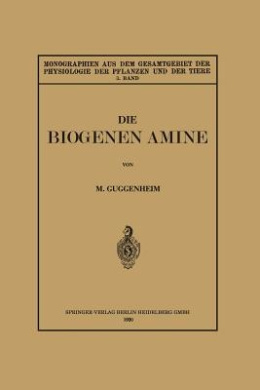 MONOGRAPHIEN AUS DEM GESAMTGEBIET DER
PHYSIOLOGIE DER PFLANZEN UND DER TIERE
3. BAND
DIE
BIOGENEN AMINE
VON
M. GUGGENHEIM
SPRINGER-VERLAG BERLIN HEIDELBERG GMBH
1920